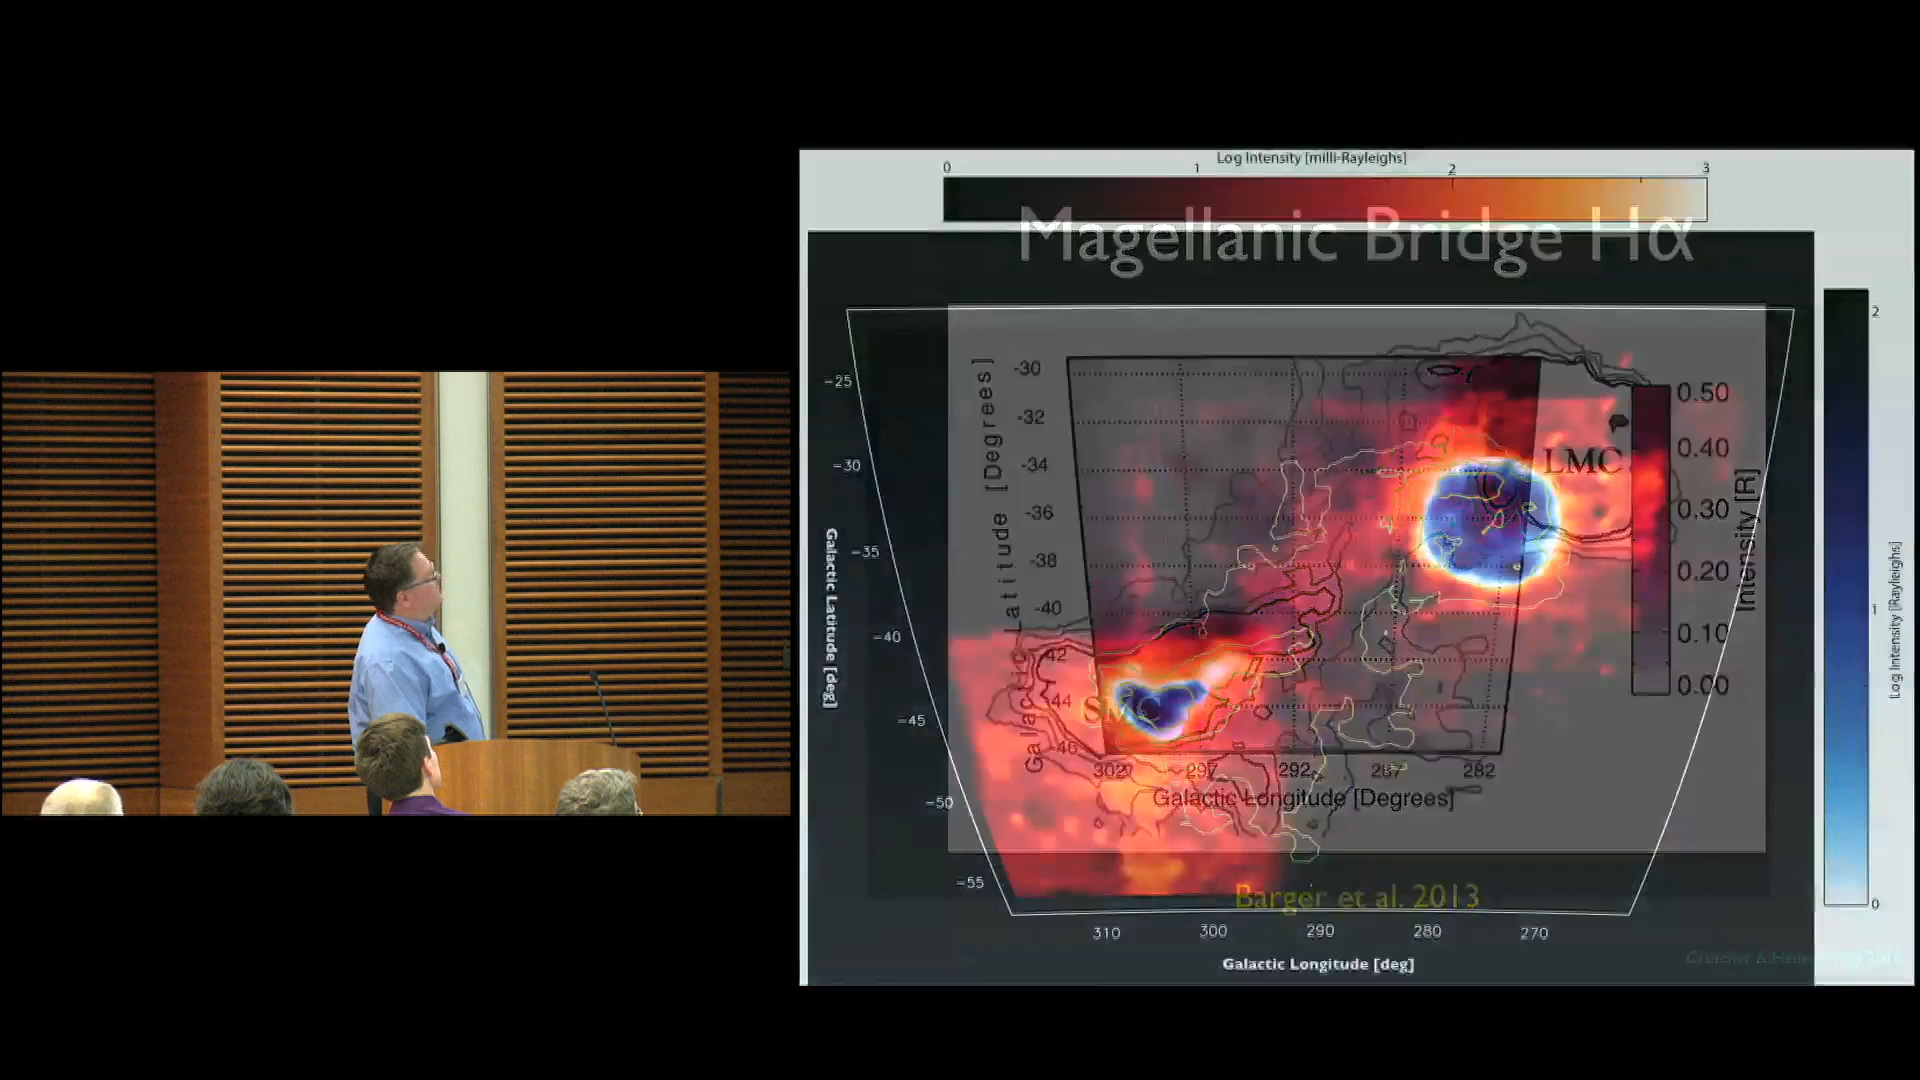 Log Intensity [milli-Rayleighs]
0 1 2 3
Magellanic Bridge Hα
2
-30
0.50
-25
-32
0.40
LMC
-34
-30
0.30
-36
-35
0.20
-38
1
-40
0.10
-40
42
0.00
44
SMC
-45
-46
302 297 292 287 282
Galactic Longitude [Degrees]
-50
-55
Barger et al. 2013
0
310 300 290 280 270
Galactic Longitude [deg]
Galactic Latitude [deg]
Galactic Latitude [Degrees]
Intensity [R]
Log Intensity [Rayleighs]